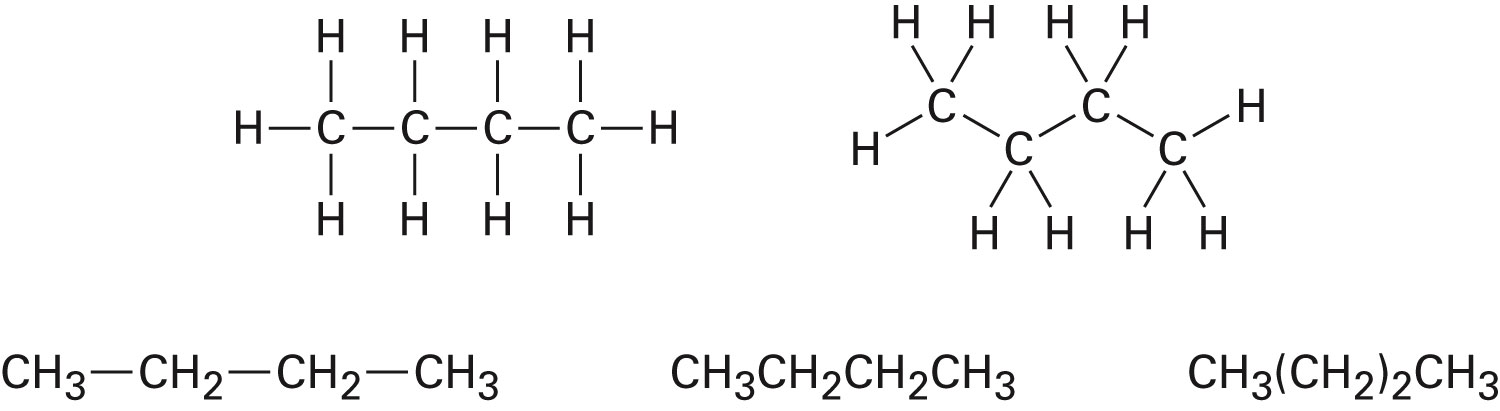 H H H H H H H H
H C C C C H C C H
H C C
H H H H H H H H
CH₃—CH₂—CH₂—CH₃ CH₃CH₂CH₂CH₃ CH₃(CH₂)₂CH₃